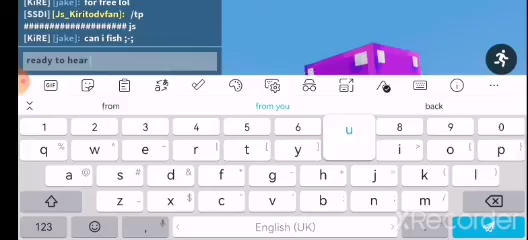 [KiRE] [jake]: for free lol
[SSDI] [Js_Kiritodvfan]: /tp
#################### js
[KiRE] [jake]: can i fish ;-;
ready to hear
GIF
from from you back
1 2 3 4 5 6 u 8 9 0
q % w ^ e ~ r | t [ y ] i > o { p }
a @ s # d & f * g - h + j = k ( l )
z - x $ c " v ' b : n ; m /
123 , English (UK) .
XRecorder